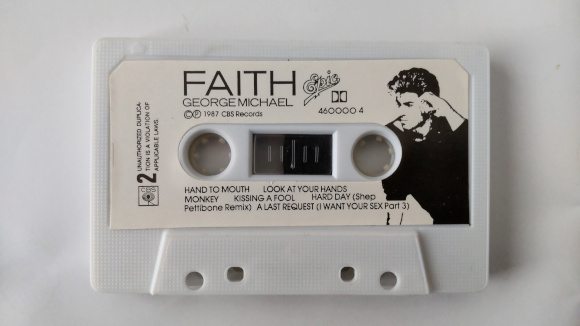 FAITH Epic
GEORGE MICHAEL
© ℗ 1987 CBS Records
460000 4
UNAUTHORIZED DUPLICA-
TION IS A VIOLATION OF
APPLICABLE LAWS.
2
CBS
HAND TO MOUTH LOOK AT YOUR HANDS
MONKEY KISSING A FOOL HARD DAY (Shep
Pettibone Remix) A LAST REQUEST (I WANT YOUR SEX Part 3)